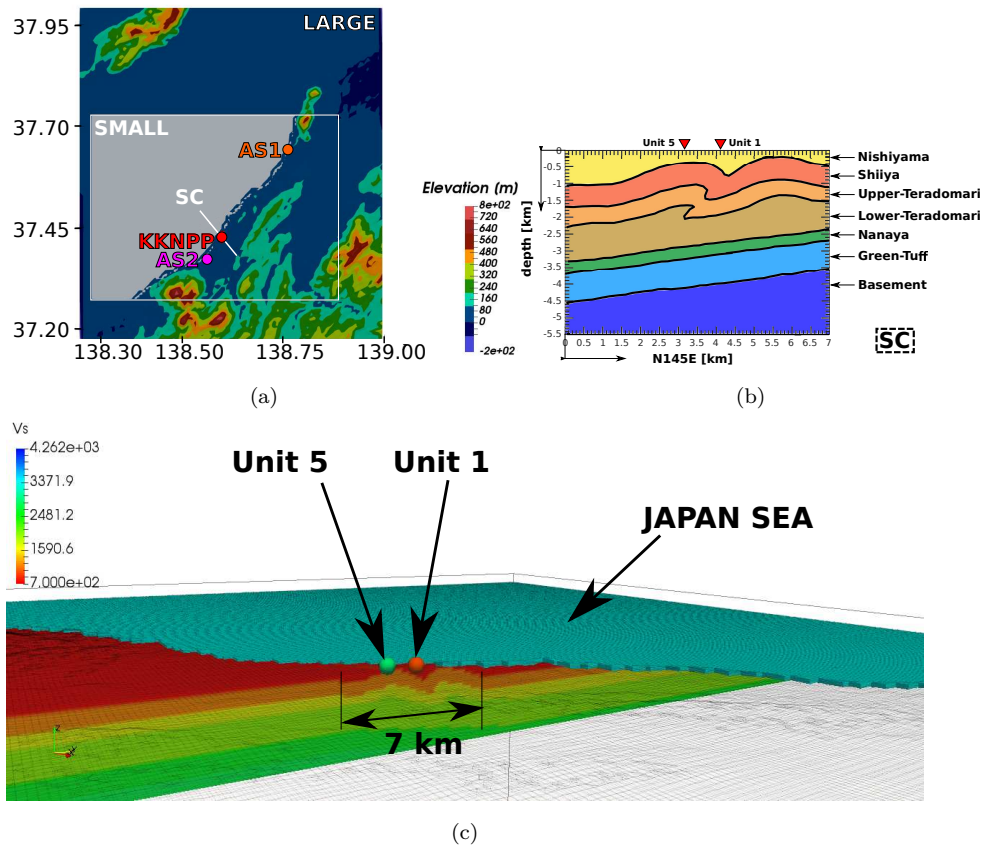 37.95
37.70
37.45
37.20
138.30
138.50
138.75
139.00
LARGE
SMALL
AS1
SC
KKNPP
AS2
Elevation (m)
8e+02
720
640
560
480
400
320
240
160
80
0
-2e+02
(a)
Unit 5
Unit 1
0
-0.5
-1
-1.5
-2
-2.5
-3
-3.5
-4
-4.5
-5
-5.5
depth [km]
0 0.5 1 1.5 2 2.5 3 3.5 4 4.5 5 5.5 6 6.5 7
N145E [km]
Nishiyama
Shiiya
Upper-Teradomari
Lower-Teradomari
Nanaya
Green-Tuff
Basement
SC
(b)
Vs
4.262e+03
3371.9
2481.2
1590.6
7.000e+02
Unit 5
Unit 1
JAPAN SEA
7 km
(c)